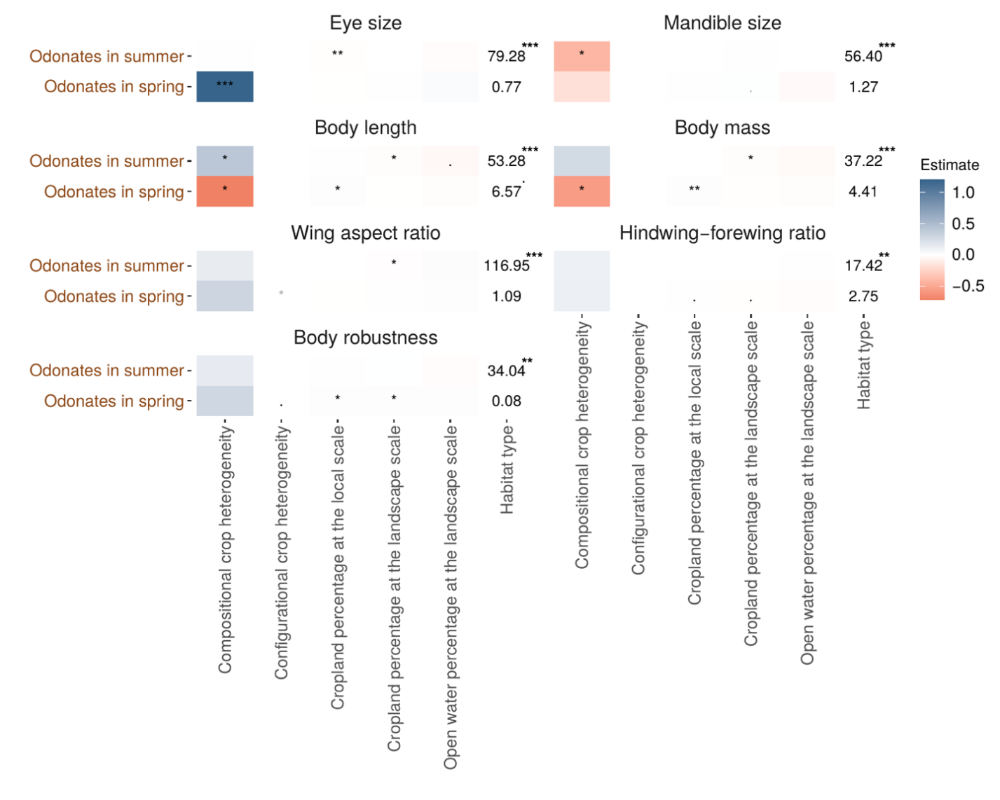 Eye size
Mandible size
Odonates in summer
**
79.28***
*
56.40***
Odonates in spring
***
0.77
.
1.27
Body length
Body mass
Odonates in summer
*
*
.
53.28***
*
37.22***
Odonates in spring
*
*
6.57.
*
**
4.41
Wing aspect ratio
Hindwing−forewing ratio
Odonates in summer
*
116.95***
17.42**
Odonates in spring
*
1.09
.
.
2.75
Body robustness
Odonates in summer
34.04**
Odonates in spring
.
*
*
0.08
Compositional crop heterogeneity
Configurational crop heterogeneity
Cropland percentage at the local scale
Cropland percentage at the landscape scale
Open water percentage at the landscape scale
Habitat type
Compositional crop heterogeneity
Configurational crop heterogeneity
Cropland percentage at the local scale
Cropland percentage at the landscape scale
Open water percentage at the landscape scale
Habitat type
Estimate
1.0
0.5
0.0
−0.5